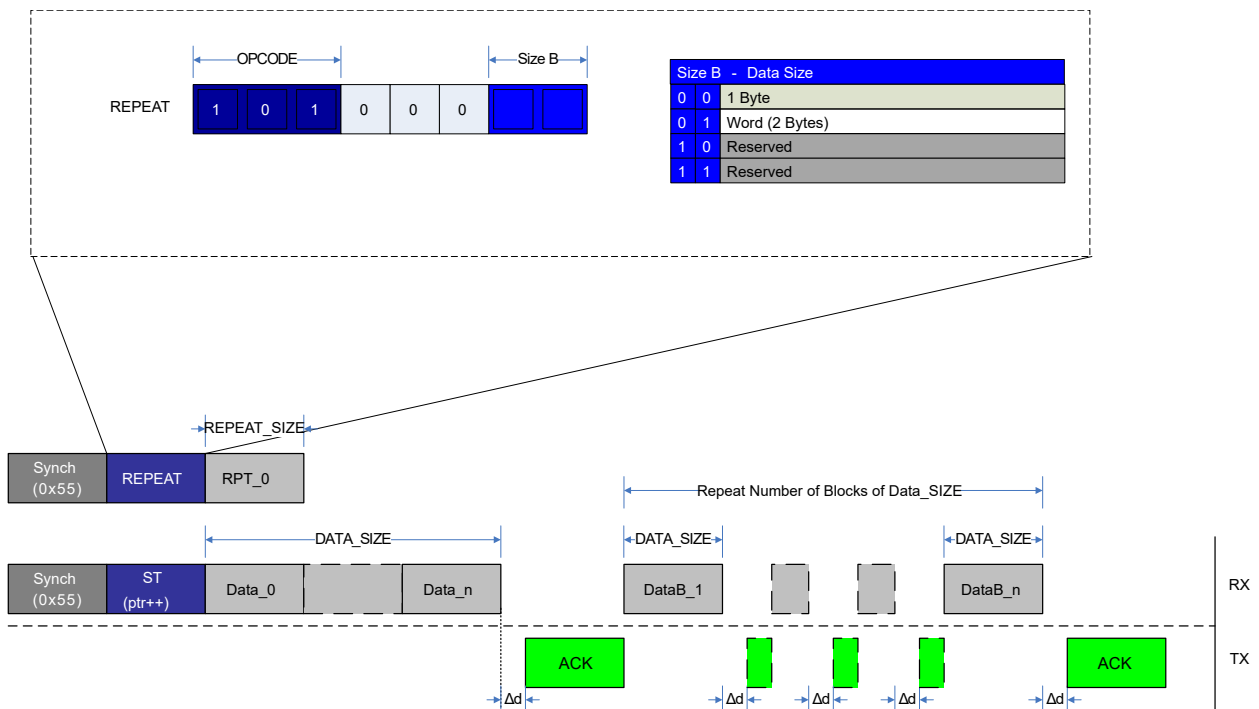 OPCODE
Size B
REPEAT
1 0 1 0 0 0
Size B - Data Size
0 0 1 Byte
0 1 Word (2 Bytes)
1 0 Reserved
1 1 Reserved
REPEAT_SIZE
Synch
(0x55)
REPEAT
RPT_0
Repeat Number of Blocks of Data_SIZE
DATA_SIZE
DATA_SIZE
DATA_SIZE
Synch
(0x55)
ST
(ptr++)
Data_0
Data_n
DataB_1
DataB_n
RX
ACK
ACK
TX
Δd
Δd
Δd
Δd
Δd